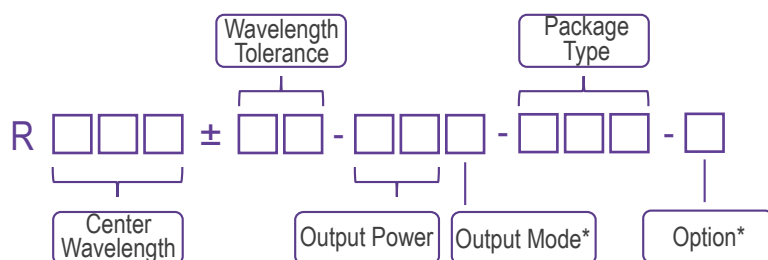 Wavelength
Tolerance
Package
Type
R ± - - -
Center
Wavelength
Output Power
Output Mode*
Option*